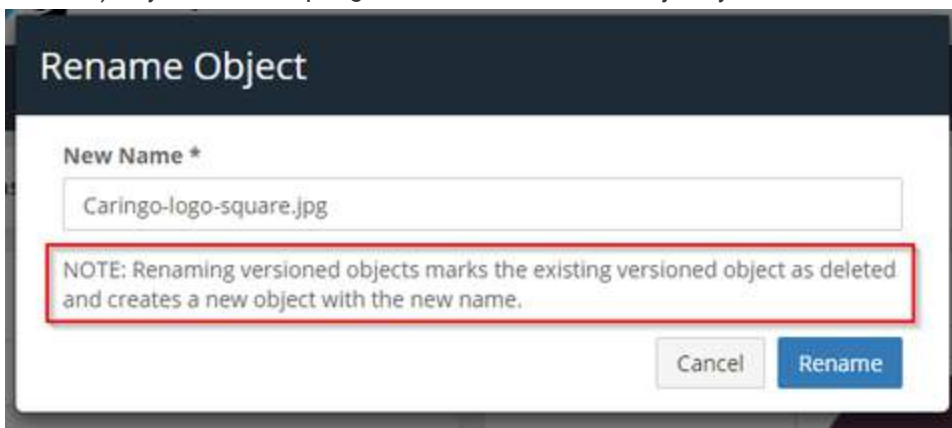 Rename Object
New Name *
Caringo-logo-square.jpg
NOTE: Renaming versioned objects marks the existing versioned object as deleted
and creates a new object with the new name.
Cancel Rename